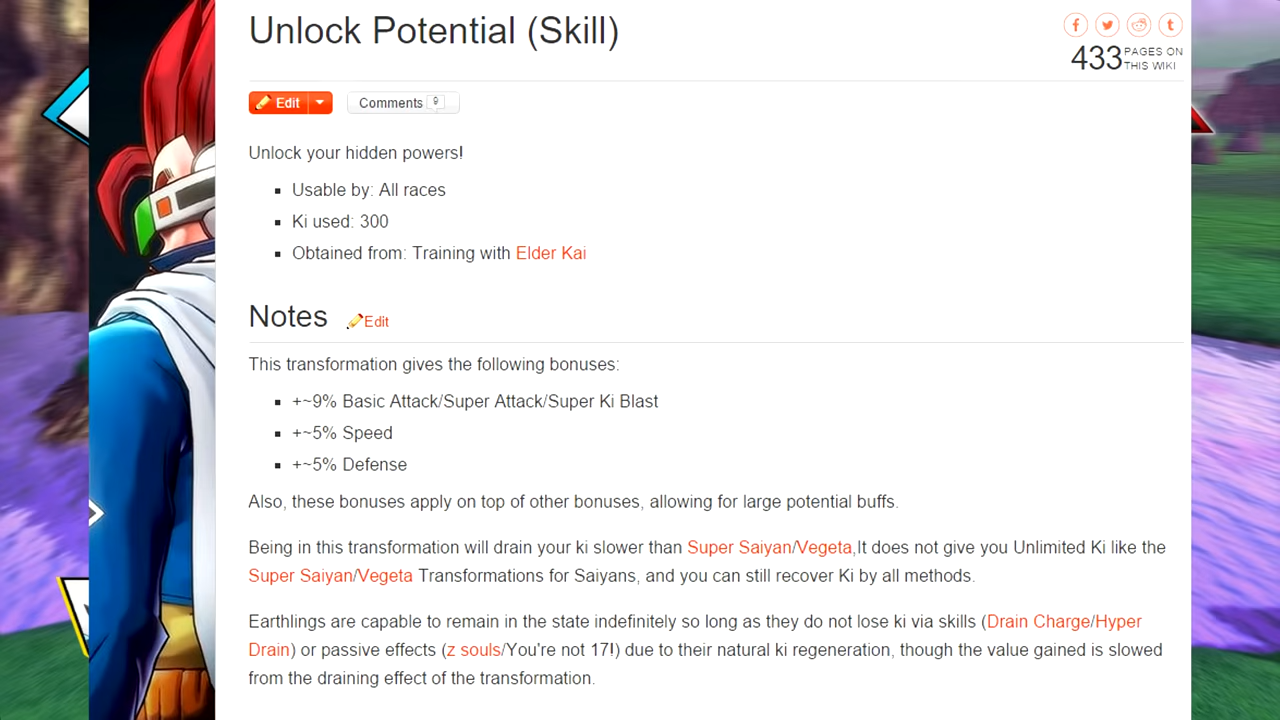 Unlock Potential (Skill)
433 PAGES ON THIS WIKI
Edit
Comments 9
Unlock your hidden powers!
Usable by: All races
Ki used: 300
Obtained from: Training with Elder Kai
Notes Edit
This transformation gives the following bonuses:
+~9% Basic Attack/Super Attack/Super Ki Blast
+~5% Speed
+~5% Defense
Also, these bonuses apply on top of other bonuses, allowing for large potential buffs.
Being in this transformation will drain your ki slower than Super Saiyan/Vegeta,It does not give you Unlimited Ki like the
Super Saiyan/Vegeta Transformations for Saiyans, and you can still recover Ki by all methods.
Earthlings are capable to remain in the state indefinitely so long as they do not lose ki via skills (Drain Charge/Hyper
Drain) or passive effects (z souls/You're not 17!) due to their natural ki regeneration, though the value gained is slowed
from the draining effect of the transformation.